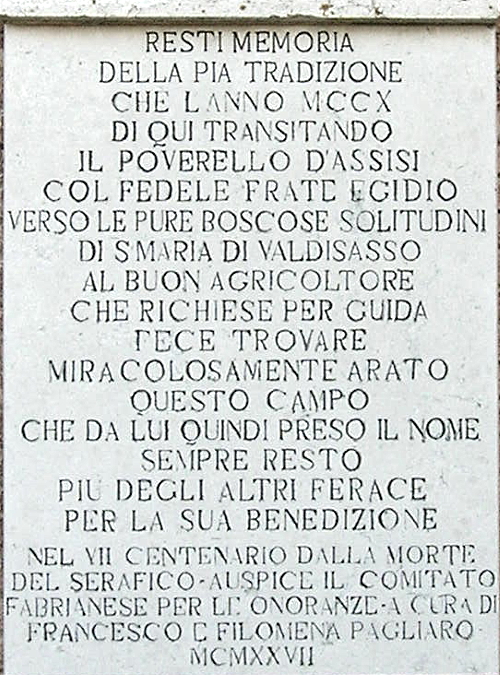 RESTI MEMORIA
DELLA PIA TRADIZIONE
CHE L'ANNO MCCX
DI QUI TRANSITANDO
IL POVERELLO D'ASSISI
COL FEDELE FRATE EGIDIO
VERSO LE PURE BOSCOSE SOLITUDINI
DI S.MARIA DI VALDISASSO
AL BUON AGRICOLTORE
CHE RICHIESE PER GUIDA
FECE TROVARE
MIRACOLOSAMENTE ARATO
QUESTO CAMPO
CHE DA LUI QUINDI PRESO IL NOME
SEMPRE RESTO
PIU DEGLI ALTRI FERACE
PER LA SUA BENEDIZIONE
NEL VII CENTENARIO DALLA MORTE
DEL SERAFICO-AUSPICE IL COMITATO
FABRIANESE PER LE ONORANZE-A CURA DI
FRANCESCO E FILOMENA PAGLIARO
MCMXXVII